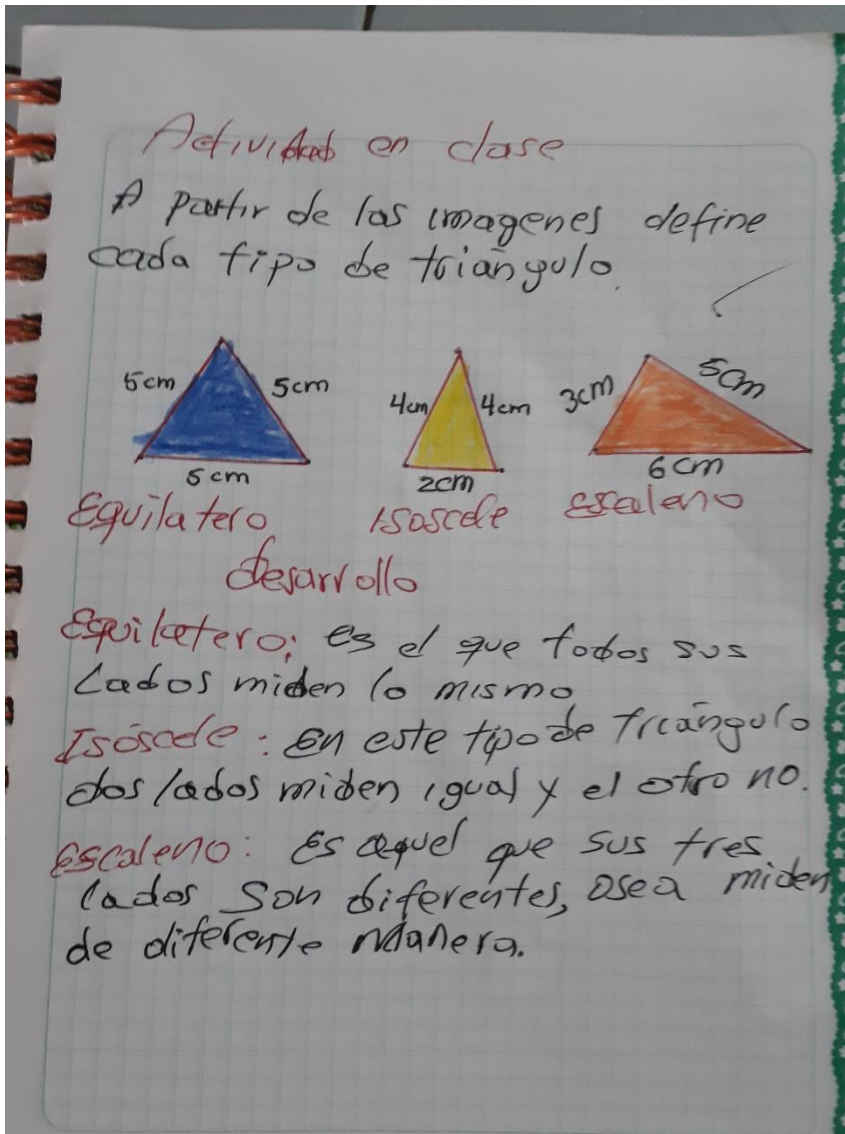 Actividad en clase
A partir de las imagenes define
cada tipo de triángulo.
5cm 5cm 4cm 4cm 3cm 5cm
5cm 2cm 6cm
Equilatero Isoscele Escaleno
desarrollo
Equilatero: es el que todos sus
Lados miden lo mismo
Isóscele: En este tipo de triángulo
dos lados miden igual y el otro no.
Escaleno: Es aquel que sus tres
lados son diferentes, osea miden
de diferente manera.